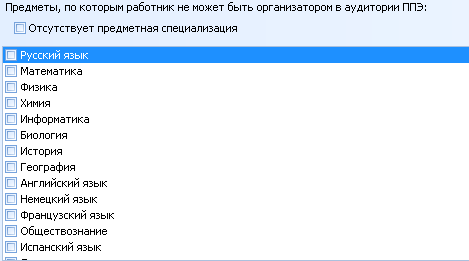 Предметы, по которым работник не может быть организатором в аудитории ППЭ:
Отсутствует предметная специализация
Русский язык
Математика
Физика
Химия
Информатика
Биология
История
География
Английский язык
Немецкий язык
Французский язык
Обществознание
Испанский язык